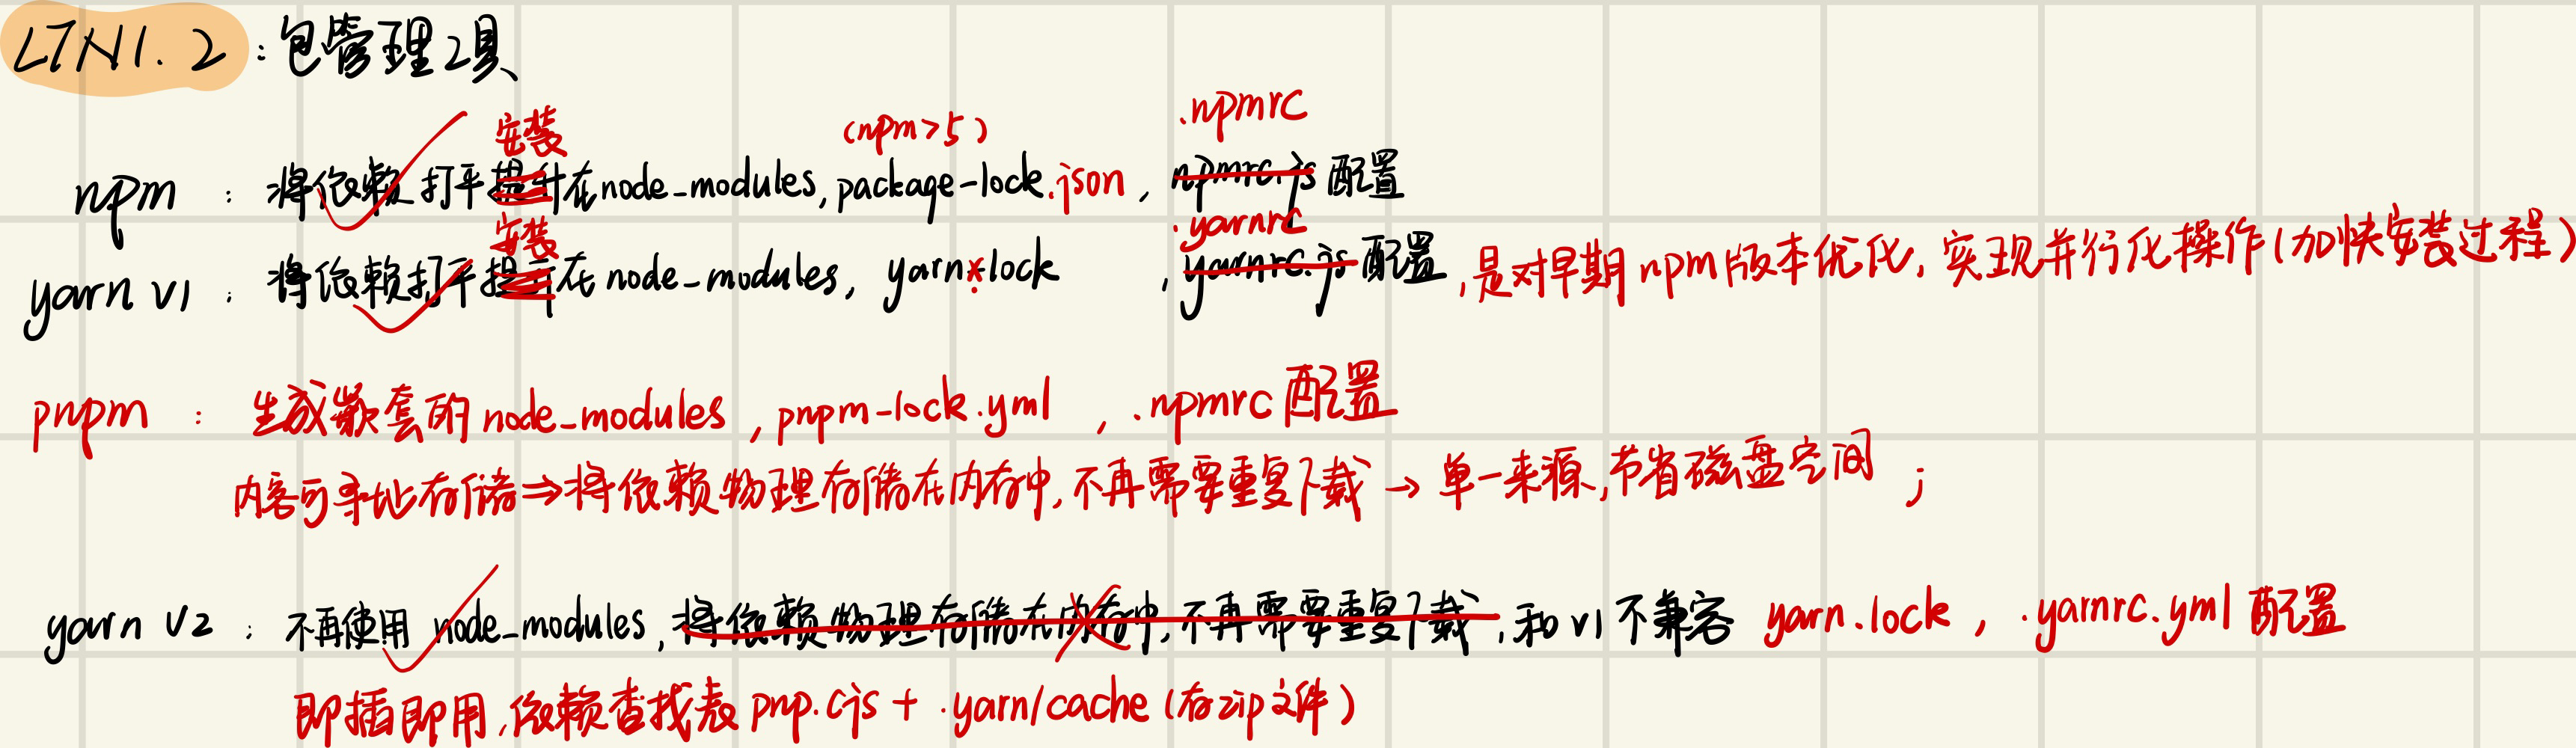 LTN1.2：包管理工具
安装 (npm>5) .npmrc
npm ：将依赖打平提升在node_modules, package-lock.json , npmrc.js 配置
安装 .yarnrc
yarn v1 ：将依赖打平提升在node_modules, yarn.lock , yarnrc.js 配置 ,是对早期npm版本优化,实现并行化操作(加快安装过程)
pnpm ：生成嵌套的node_modules , pnpm-lock.yml , .npmrc配置
内容可寻址存储⇒将依赖物理存储在内存中,不再需要重复下载→单一来源,节省磁盘空间 ;
yarn v2 ：不再使用 node_modules, 将依赖物理存储在内存中,不再需要重复下载 ,和v1不兼容 yarn.lock , .yarnrc.yml配置
即插即用,依赖查找表 pnp.cjs + .yarn/cache (存zip文件)